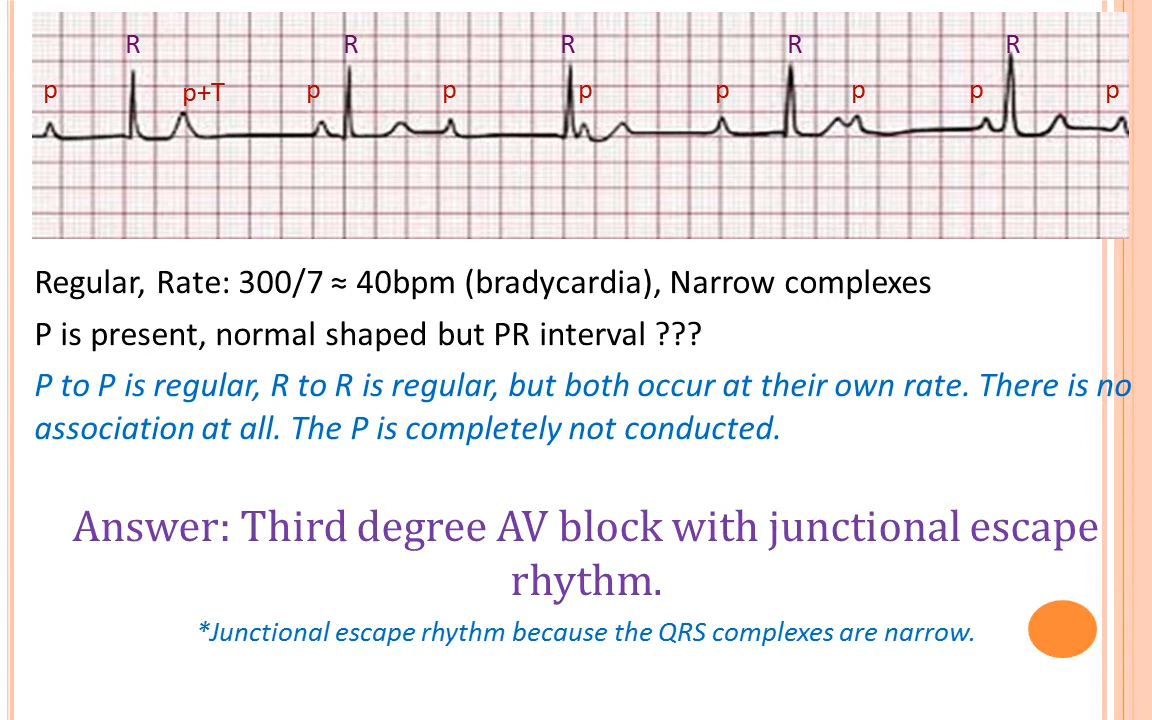 R R R R R
p p+T p p p p p p p
Regular, Rate: 300/7 ≈ 40bpm (bradycardia), Narrow complexes
P is present, normal shaped but PR interval ???
P to P is regular, R to R is regular, but both occur at their own rate. There is no
association at all. The P is completely not conducted.
Answer: Third degree AV block with junctional escape
rhythm.
*Junctional escape rhythm because the QRS complexes are narrow.